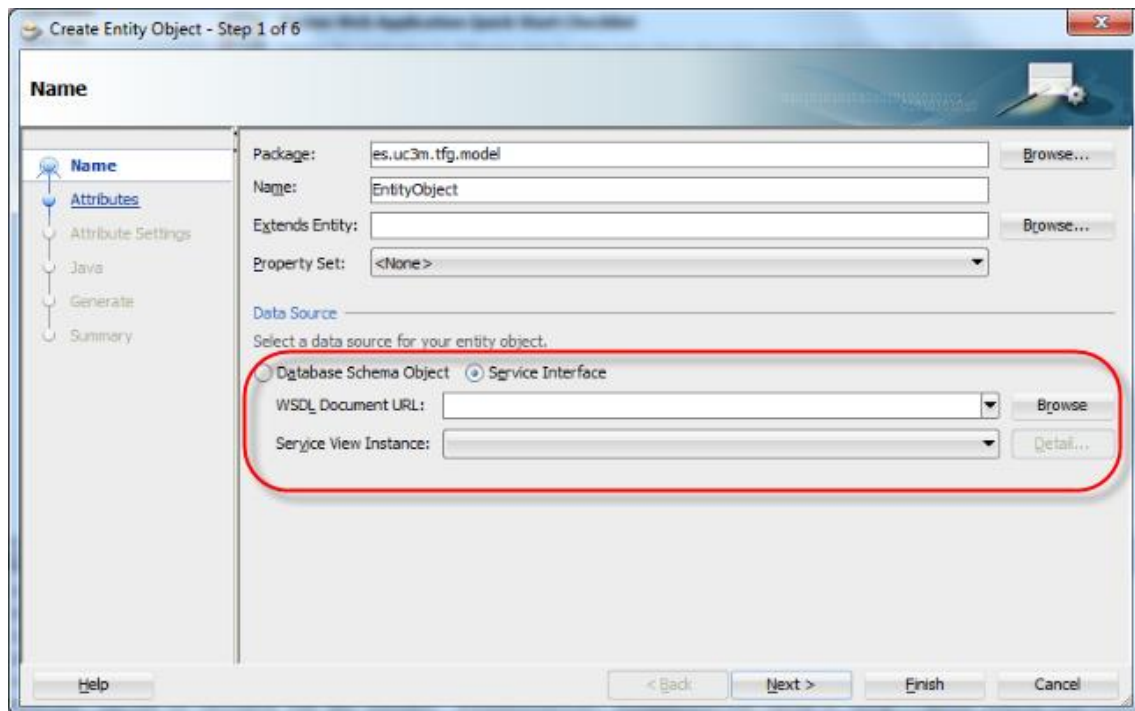 Create Entity Object - Step 1 of 6
Name
Name
Attributes
Attribute Settings
Java
Generate
Summary
Package: es.uc3m.tfg.model Browse...
Name: EntityObject
Extends Entity: Browse...
Property Set: <None>
Data Source
Select a data source for your entity object.
Database Schema Object Service Interface
WSDL Document URL: Browse
Service View Instance: Detail...
Help < Back Next > Finish Cancel